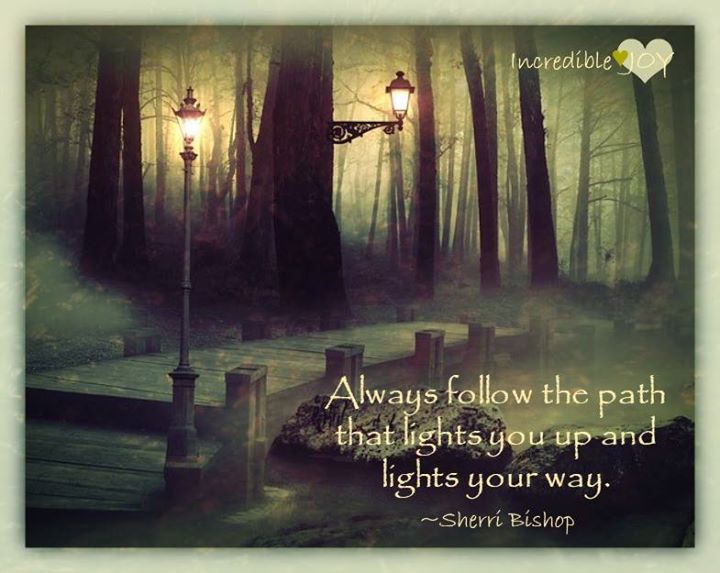 Incredible JOY
Always follow the path
that lights you up and
lights your way.
~Sherri Bishop